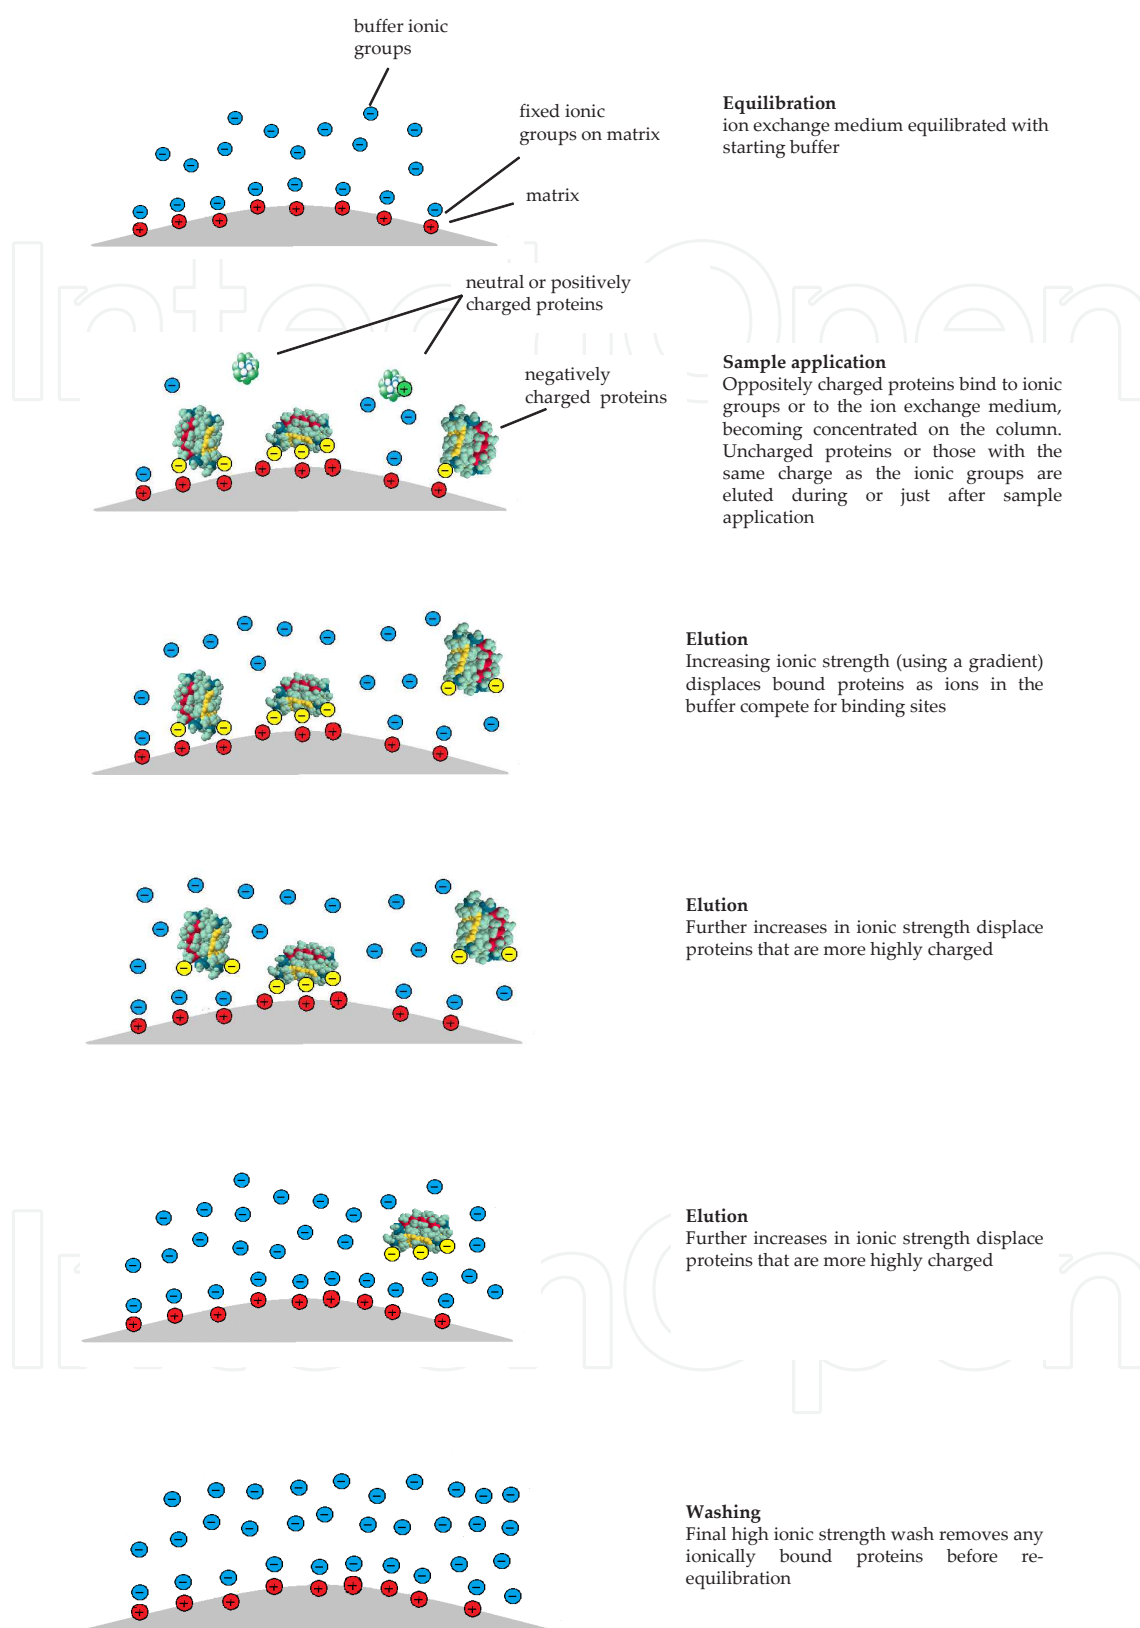 buffer ionic
groups
fixed ionic
groups on matrix
matrix
Equilibration
ion exchange medium equilibrated with
starting buffer
neutral or positively
charged proteins
negatively
charged proteins
Sample application
Oppositely charged proteins bind to ionic
groups or to the ion exchange medium,
becoming concentrated on the column.
Uncharged proteins or those with the
same charge as the ionic groups are
eluted during or just after sample
application
Elution
Increasing ionic strength (using a gradient)
displaces bound proteins as ions in the
buffer compete for binding sites
Elution
Further increases in ionic strength displace
proteins that are more highly charged
Elution
Further increases in ionic strength displace
proteins that are more highly charged
Washing
Final high ionic strength wash removes any
ionically bound proteins before re-
equilibration